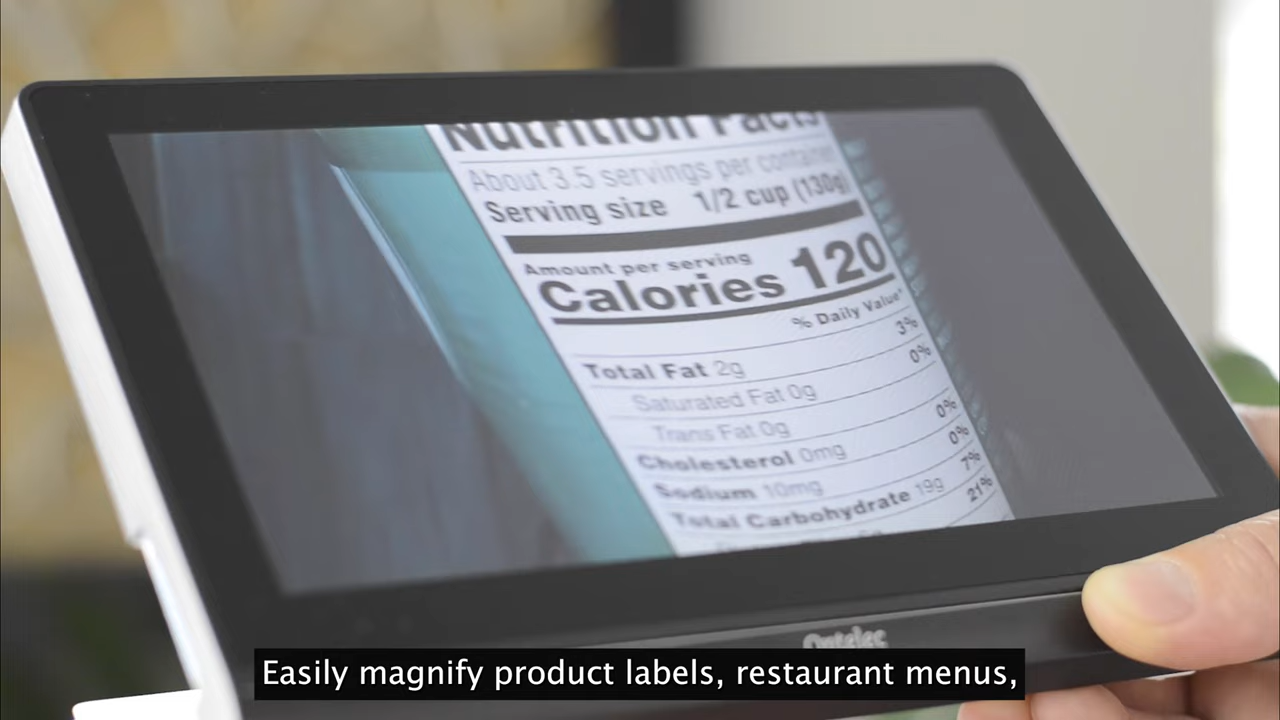 Nutrition Facts
About 3.5 servings per container
Serving size 1/2 cup (130g)
Amount per serving
Calories 120
% Daily Value*
Total Fat 2g 3%
Saturated Fat 0g 0%
Trans Fat 0g
Cholesterol 0mg 0%
Sodium 10mg 0%
Total Carbohydrate 19g 7%
21%
Optelec
Easily magnify product labels, restaurant menus,